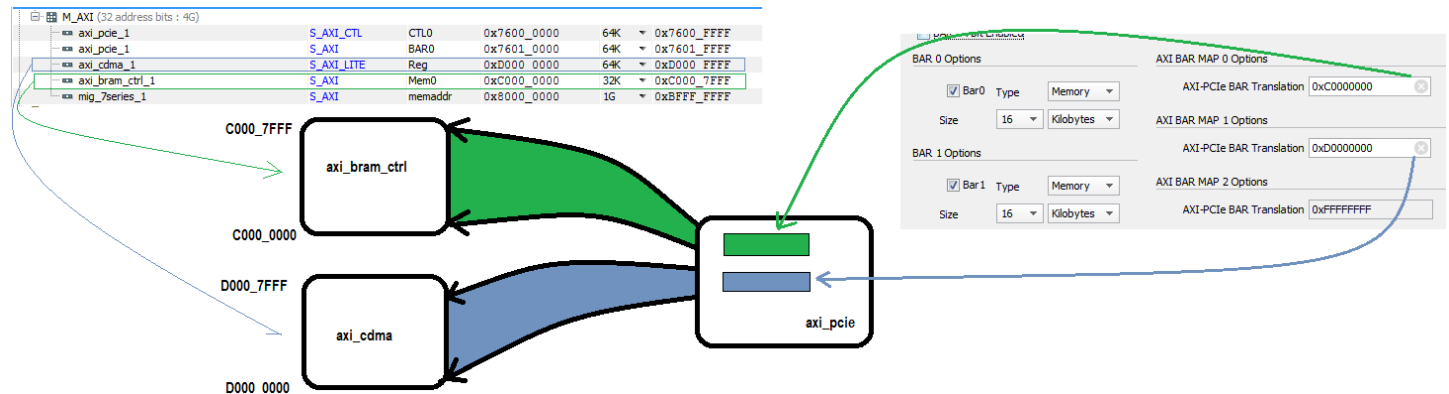 M_AXI (32 address bits : 4G)
axi_pcie_1 S_AXI_CTL CTL0 0x7600_0000 64K 0x7600_FFFF
axi_pcie_1 S_AXI BAR0 0x7601_0000 64K 0x7601_FFFF
axi_cdma_1 S_AXI_LITE Reg 0xD000_0000 64K 0xD000_FFFF
axi_bram_ctrl_1 S_AXI Mem0 0xC000_0000 32K 0xC000_7FFF
mig_7series_1 S_AXI memaddr 0x8000_0000 1G 0xBFFF_FFFF
C000_7FFF
axi_bram_ctrl
C000_0000
D000_7FFF
axi_cdma
D000_0000
axi_pcie
BAR 0 Options
Bar0 Type Memory
Size 16 Kilobytes
BAR 1 Options
Bar1 Type Memory
Size 16 Kilobytes
AXI BAR MAP 0 Options
AXI-PCIe BAR Translation 0xC0000000
AXI BAR MAP 1 Options
AXI-PCIe BAR Translation 0xD0000000
AXI BAR MAP 2 Options
AXI-PCIe BAR Translation 0xFFFFFFFF